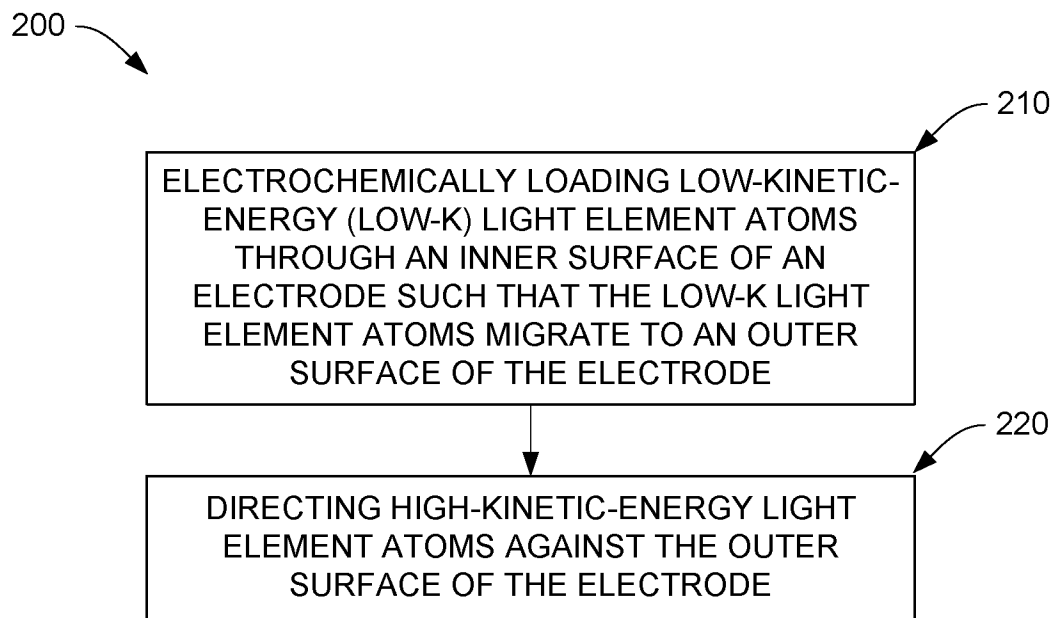 200
210
ELECTROCHEMICALLY LOADING LOW-KINETIC-
ENERGY (LOW-K) LIGHT ELEMENT ATOMS
THROUGH AN INNER SURFACE OF AN
ELECTRODE SUCH THAT THE LOW-K LIGHT
ELEMENT ATOMS MIGRATE TO AN OUTER
SURFACE OF THE ELECTRODE
220
DIRECTING HIGH-KINETIC-ENERGY LIGHT
ELEMENT ATOMS AGAINST THE OUTER
SURFACE OF THE ELECTRODE